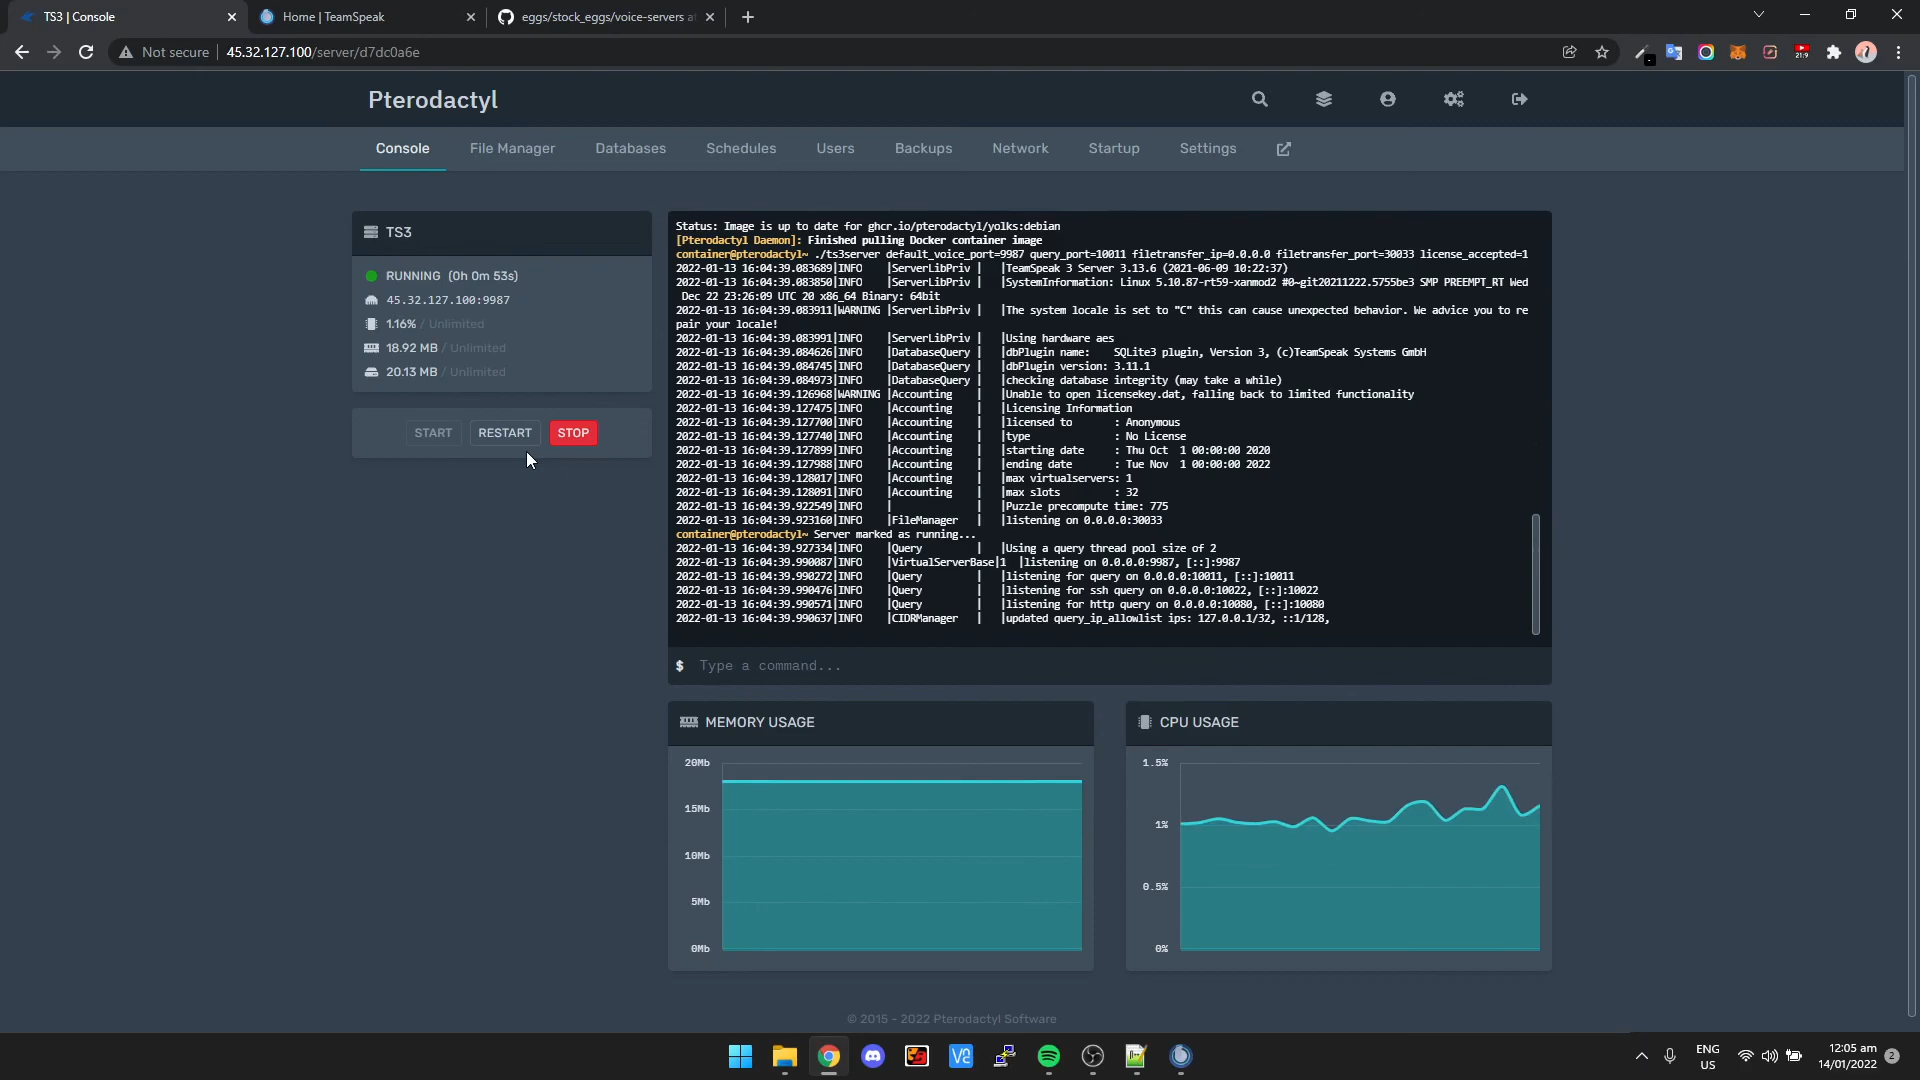 TS3 | Console
Home | TeamSpeak
eggs/stock_eggs/voice-servers at
Not secure
45.32.127.100/server/d7dc0a6e
21:9
Pterodactyl
Console
File Manager
Databases
Schedules
Users
Backups
Network
Startup
Settings
TS3
RUNNING (0h 0m 53s)
45.32.127.100:9987
1.16% / Unlimited
18.92 MB / Unlimited
20.13 MB / Unlimited
START
RESTART
STOP
Status: Image is up to date for ghcr.io/pterodactyl/yolks:debian
[Pterodactyl Daemon]: Finished pulling Docker container image
container@pterodactyl~ ./ts3server default_voice_port=9987 query_port=10011 filetransfer_ip=0.0.0.0 filetransfer_port=30033 license_accepted=1
2022-01-13 16:04:39.083689|INFO |ServerLibPriv | |TeamSpeak 3 Server 3.13.6 (2021-06-09 10:22:37)
2022-01-13 16:04:39.083850|INFO |ServerLibPriv | |SystemInformation: Linux 5.10.87-rt59-xanmod2 #0~git20211222.5755be3 SMP PREEMPT_RT Wed
Dec 22 23:26:09 UTC 20 x86_64 Binary: 64bit
2022-01-13 16:04:39.083911|WARNING |ServerLibPriv | |The system locale is set to "C" this can cause unexpected behavior. We advice you to re
pair your locale!
2022-01-13 16:04:39.083991|INFO |ServerLibPriv | |Using hardware aes
2022-01-13 16:04:39.084626|INFO |DatabaseQuery | |dbPlugin name: SQLite3 plugin, Version 3, (c)TeamSpeak Systems GmbH
2022-01-13 16:04:39.084745|INFO |DatabaseQuery | |dbPlugin version: 3.11.1
2022-01-13 16:04:39.084973|INFO |DatabaseQuery | |checking database integrity (may take a while)
2022-01-13 16:04:39.126968|WARNING |Accounting | |Unable to open licensekey.dat, falling back to limited functionality
2022-01-13 16:04:39.127475|INFO |Accounting | |Licensing Information
2022-01-13 16:04:39.127700|INFO |Accounting | |licensed to : Anonymous
2022-01-13 16:04:39.127740|INFO |Accounting | |type : No License
2022-01-13 16:04:39.127899|INFO |Accounting | |starting date : Thu Oct 1 00:00:00 2020
2022-01-13 16:04:39.127988|INFO |Accounting | |ending date : Tue Nov 1 00:00:00 2022
2022-01-13 16:04:39.128017|INFO |Accounting | |max virtualservers: 1
2022-01-13 16:04:39.128091|INFO |Accounting | |max slots : 32
2022-01-13 16:04:39.922549|INFO | | |Puzzle precompute time: 775
2022-01-13 16:04:39.923160|INFO |FileManager | |listening on 0.0.0.0:30033
container@pterodactyl~ Server marked as running...
2022-01-13 16:04:39.927334|INFO |Query | |Using a query thread pool size of 2
2022-01-13 16:04:39.990087|INFO |VirtualServerBase|1 |listening on 0.0.0.0:9987, [::]:9987
2022-01-13 16:04:39.990272|INFO |Query | |listening for query on 0.0.0.0:10011, [::]:10011
2022-01-13 16:04:39.990476|INFO |Query | |listening for ssh query on 0.0.0.0:10022, [::]:10022
2022-01-13 16:04:39.990571|INFO |Query | |listening for http query on 0.0.0.0:10080, [::]:10080
2022-01-13 16:04:39.990637|INFO |CIDRManager | |updated query_ip_allowlist ips: 127.0.0.1/32, ::1/128,
$ Type a command...
MEMORY USAGE
20Mb
15Mb
10Mb
5Mb
0Mb
CPU USAGE
1.5%
1%
0.5%
0%
© 2015 - 2022 Pterodactyl Software
ENG
US
12:05 am
14/01/2022
2